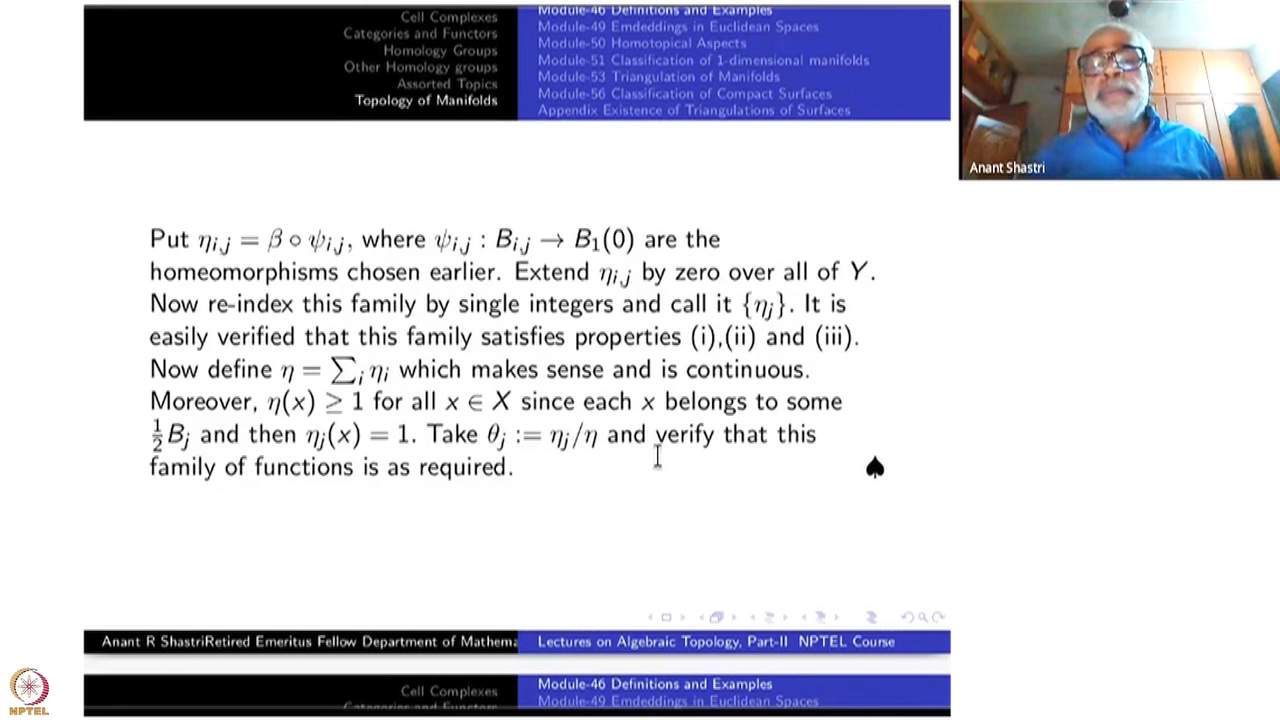 Cell Complexes
Categories and Functors
Homology Groups
Other Homology groups
Assorted Topics
Topology of Manifolds
Module-46 Definitions and Examples
Module-49 Emdeddings in Euclidean Spaces
Module-50 Homotopical Aspects
Module-51 Classification of 1-dimensional manifolds
Module-53 Triangulation of Manifolds
Module-56 Classification of Compact Surfaces
Appendix Existence of Triangulations of Surfaces
Anant Shastri
Put η_{i,j} = β ∘ ψ_{i,j}, where ψ_{i,j} : B_{i,j} → B_1(0) are the
homeomorphisms chosen earlier. Extend η_{i,j} by zero over all of Y.
Now re-index this family by single integers and call it {η_j}. It is
easily verified that this family satisfies properties (i),(ii) and (iii).
Now define η = ∑_i η_i which makes sense and is continuous.
Moreover, η(x) ≥ 1 for all x ∈ X since each x belongs to some
½B_j and then η_j(x) = 1. Take θ_j := η_j/η and verify that this
family of functions is as required. ♠
Anant R ShastriRetired Emeritus Fellow Department of Mathema
Lectures on Algebraic Topology, Part-II NPTEL Course
Cell Complexes
Categories and Functors
Module-46 Definitions and Examples
Module-49 Emdeddings in Euclidean Spaces
NPTEL